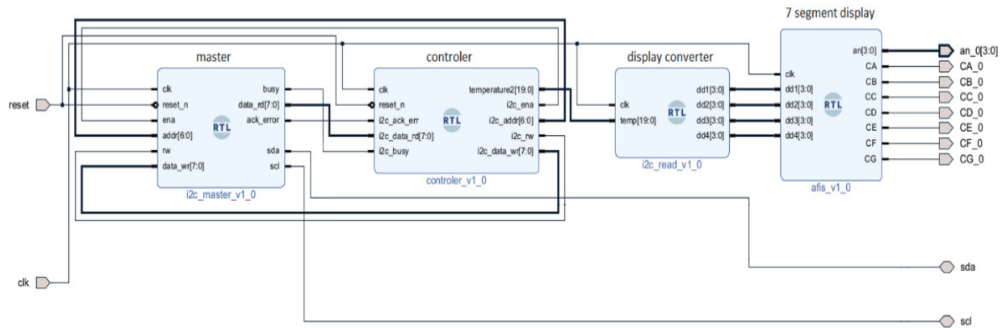 7 segment display
master
controler
display converter
reset
clk
reset_n
ena
addr[6:0]
rw
data_wr[7:0]
busy
data_rd[7:0]
ack_error
sda
scl
RTL
i2c_master_v1_0
clk
reset_n
i2c_ack_err
i2c_data_rd[7:0]
i2c_busy
temperature2[19:0]
i2c_ena
i2c_addr[6:0]
i2c_rw
i2c_data_wr[7:0]
RTL
controler_v1_0
clk
temp[19:0]
dd1[3:0]
dd2[3:0]
dd3[3:0]
dd4[3:0]
RTL
i2c_read_v1_0
clk
dd1[3:0]
dd2[3:0]
dd3[3:0]
dd4[3:0]
an[3:0]
CA
CB
CC
CD
CE
CF
CG
RTL
afis_v1_0
an_0[3:0]
CA_0
CB_0
CC_0
CD_0
CE_0
CF_0
CG_0
clk
sda
scl